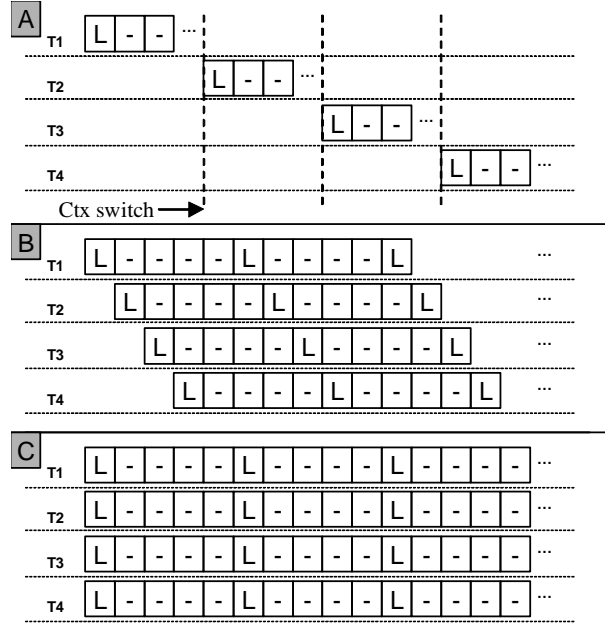 A
T1 L - - ...
T2 L - - ...
T3 L - - ...
T4 L - - ...
Ctx switch
B
T1 L - - - - L - - - - L ...
T2 L - - - - L - - - - L ...
T3 L - - - - L - - - - L ...
T4 L - - - - L - - - - L ...
C
T1 L - - - - L - - - - L - - - - ...
T2 L - - - - L - - - - L - - - - ...
T3 L - - - - L - - - - L - - - - ...
T4 L - - - - L - - - - L - - - - ...